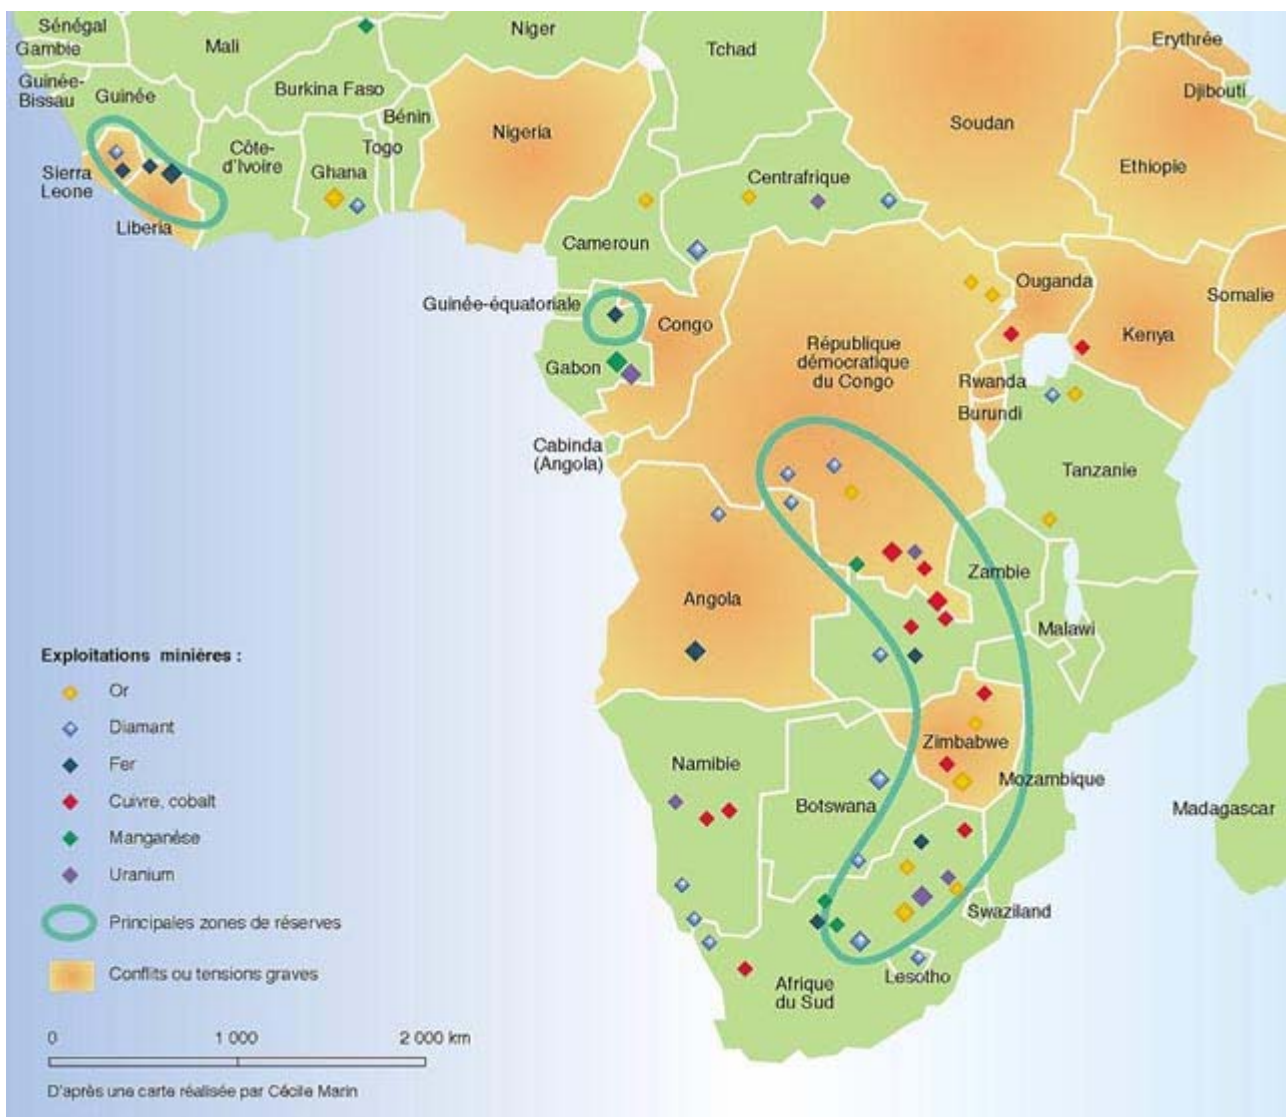 Sénégal
Gambie
Guinée-
Bissau
Guinée
Mali
Burkina Faso
Niger
Tchad
Erythrée
Djibouti
Soudan
Ethiopie
Bénin
Togo
Nigeria
Côte-
d'Ivoire
Ghana
Sierra
Leone
Liberia
Centrafrique
Cameroun
Guinée-équatoriale
Congo
Gabon
République
démocratique
du Congo
Ouganda
Kenya
Somalie
Rwanda
Burundi
Cabinda
(Angola)
Tanzanie
Angola
Zambie
Malawi
Zimbabwe
Mozambique
Namibie
Botswana
Madagascar
Swaziland
Lesotho
Afrique
du Sud
Exploitations minières :
Or
Diamant
Fer
Cuivre, cobalt
Manganèse
Uranium
Principales zones de réserves
Conflits ou tensions graves
0 1 000 2 000 km
D'après une carte réalisée par Cécile Marin